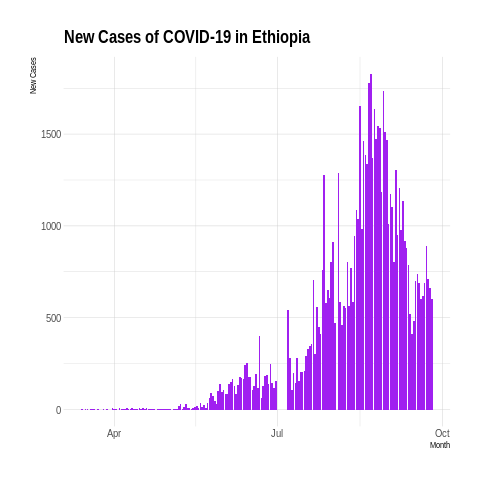 New Cases of COVID-19 in Ethiopia
New Cases
1500
1000
500
0
Apr
Jul
Oct
Month